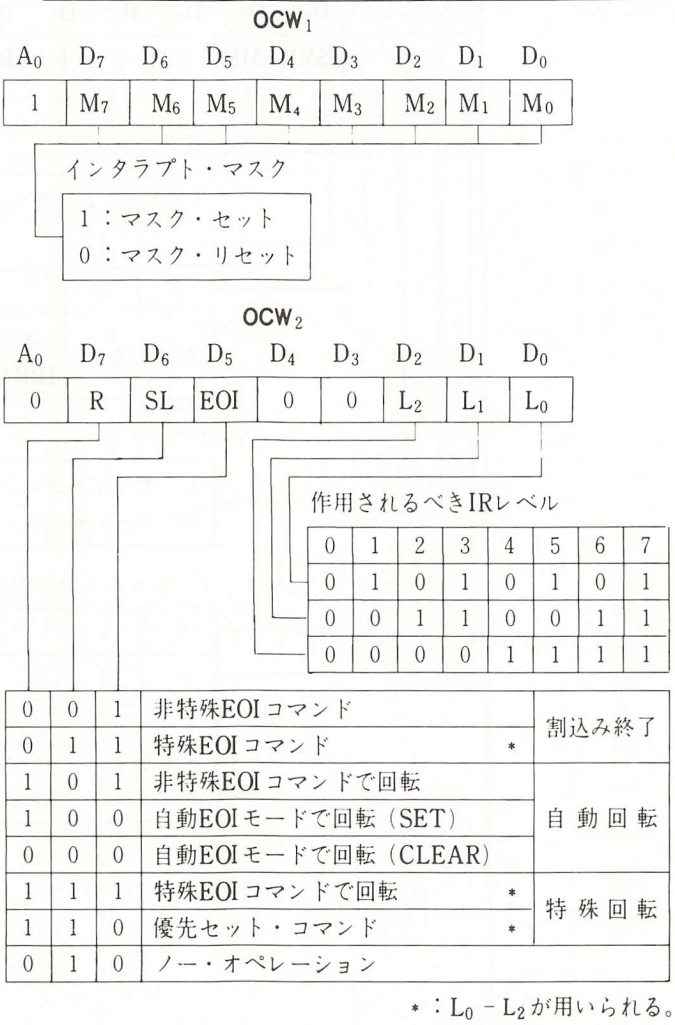 OCW₁
A₀ D₇ D₆ D₅ D₄ D₃ D₂ D₁ D₀
1 M₇ M₆ M₅ M₄ M₃ M₂ M₁ M₀
インタラプト・マスク
1：マスク・セット
0：マスク・リセット
OCW₂
A₀ D₇ D₆ D₅ D₄ D₃ D₂ D₁ D₀
0 R SL EOI 0 0 L₂ L₁ L₀
作用されるべきIRレベル
0 1 2 3 4 5 6 7
0 1 0 1 0 1 0 1
0 0 1 1 0 0 1 1
0 0 0 0 1 1 1 1
0 0 1 非特殊EOIコマンド 割込み終了
0 1 1 特殊EOIコマンド *
1 0 1 非特殊EOIコマンドで回転 自動回転
1 0 0 自動EOIモードで回転（SET）
0 0 0 自動EOIモードで回転（CLEAR）
1 1 1 特殊EOIコマンドで回転 * 特殊回転
1 1 0 優先セット・コマンド *
0 1 0 ノー・オペレーション
*：L₀－L₂が用いられる。